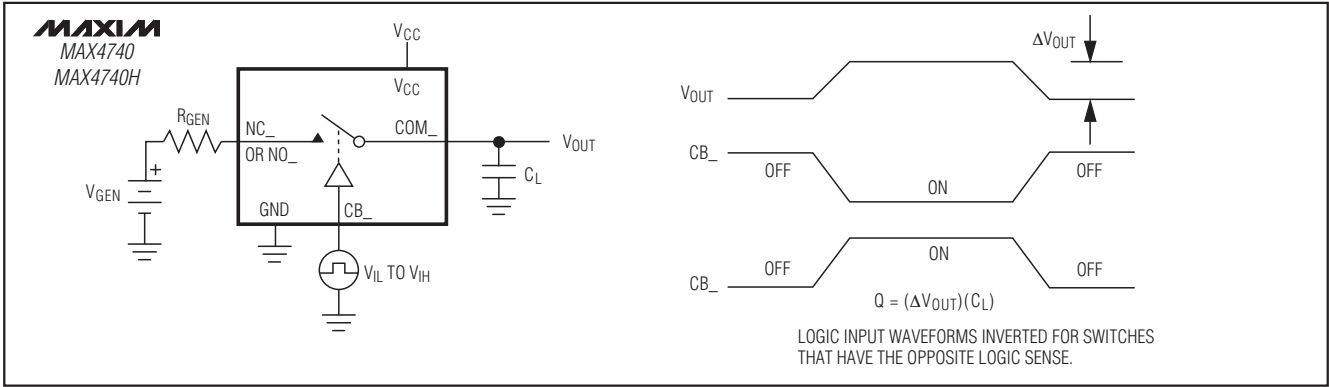 MAXIM
MAX4740
MAX4740H
VCC
VCC
RGEN
NC_
OR NO_
COM_
VOUT
CL
VGEN
+
GND
CB_
VIL TO VIH
ΔVOUT
VOUT
CB_
OFF
ON
OFF
CB_
OFF
ON
OFF
Q = (ΔVOUT)(CL)
LOGIC INPUT WAVEFORMS INVERTED FOR SWITCHES
THAT HAVE THE OPPOSITE LOGIC SENSE.